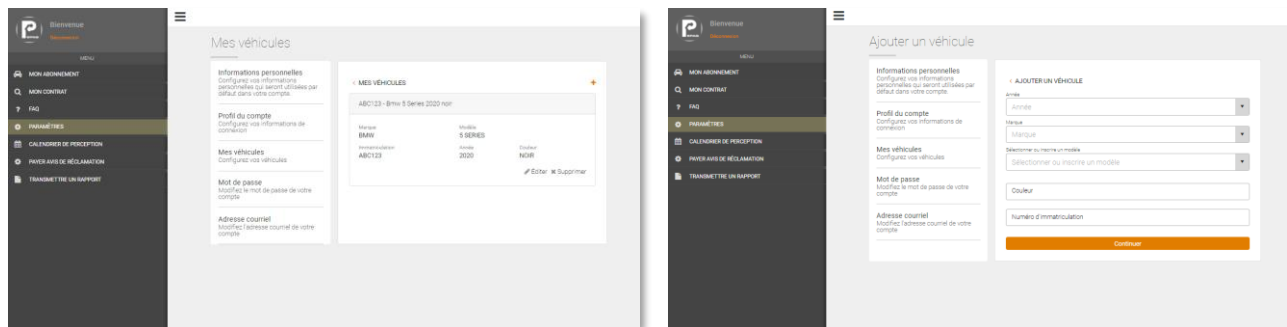 Bienvenue
MENU
MON ABONNEMENT
MON CONTRAT
? FAQ
PARAMÈTRES
CALENDRIER DE PERCEPTION
PAYER AVIS DE RÉCLAMATION
TRANSMETTRE UN RAPPORT
Mes véhicules
Informations personnelles
Configurez vos informations
personnelles qui seront utilisées par
défaut dans votre compte.
Profil du compte
Configurez vos informations de
connexion
Mes véhicules
Configurez vos véhicules
Mot de passe
Modifiez le mot de passe de votre
compte
Adresse courriel
Modifiez l'adresse courriel de votre
compte
‹ MES VÉHICULES +
ABC123 - Bmw 5 Series 2020 noir
Marque Modèle
BMW 5 SERIES
Immatriculation Année Couleur
ABC123 2020 NOIR
Éditer Supprimer
Bienvenue
MENU
MON ABONNEMENT
MON CONTRAT
? FAQ
PARAMÈTRES
CALENDRIER DE PERCEPTION
PAYER AVIS DE RÉCLAMATION
TRANSMETTRE UN RAPPORT
Ajouter un véhicule
Informations personnelles
Configurez vos informations
personnelles qui seront utilisées par
défaut dans votre compte.
Profil du compte
Configurez vos informations de
connexion
Mes véhicules
Configurez vos véhicules
Mot de passe
Modifiez le mot de passe de votre
compte
Adresse courriel
Modifiez l'adresse courriel de votre
compte
‹ AJOUTER UN VÉHICULE
Année
Année
Marque
Marque
Sélectionner ou inscrire un modèle
Sélectionner ou inscrire un modèle
Couleur
Numéro d'immatriculation
Continuer